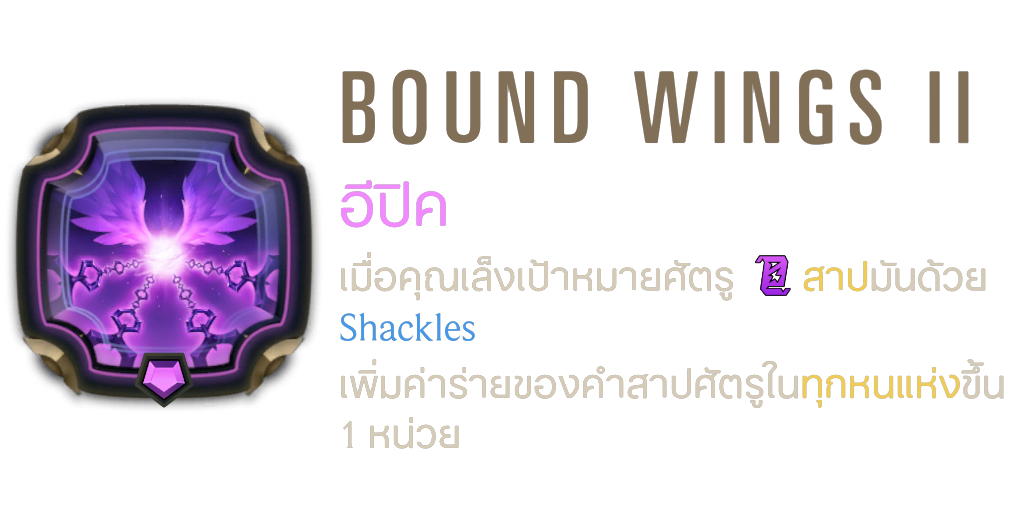 BOUND WINGS II
อีปิค
เมื่อคุณเล็งเป้าหมายศัตรู สาปมันด้วย
Shackles
เพิ่มค่าร่ายของคำสาปศัตรูในทุกหนแห่งขึ้น
1 หน่วย